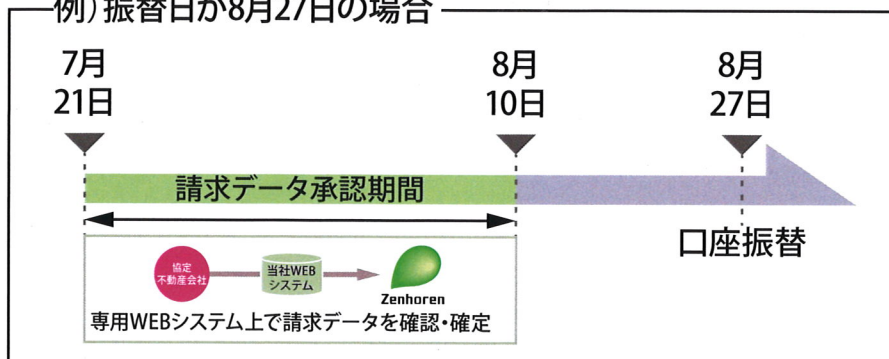 例)振替日が8月27日の場合
7月
21日
8月
10日
8月
27日
請求データ承認期間
口座振替
協定
不動産会社
当社WEB
システム
Zenhoren
専用WEBシステム上で請求データを確認・確定